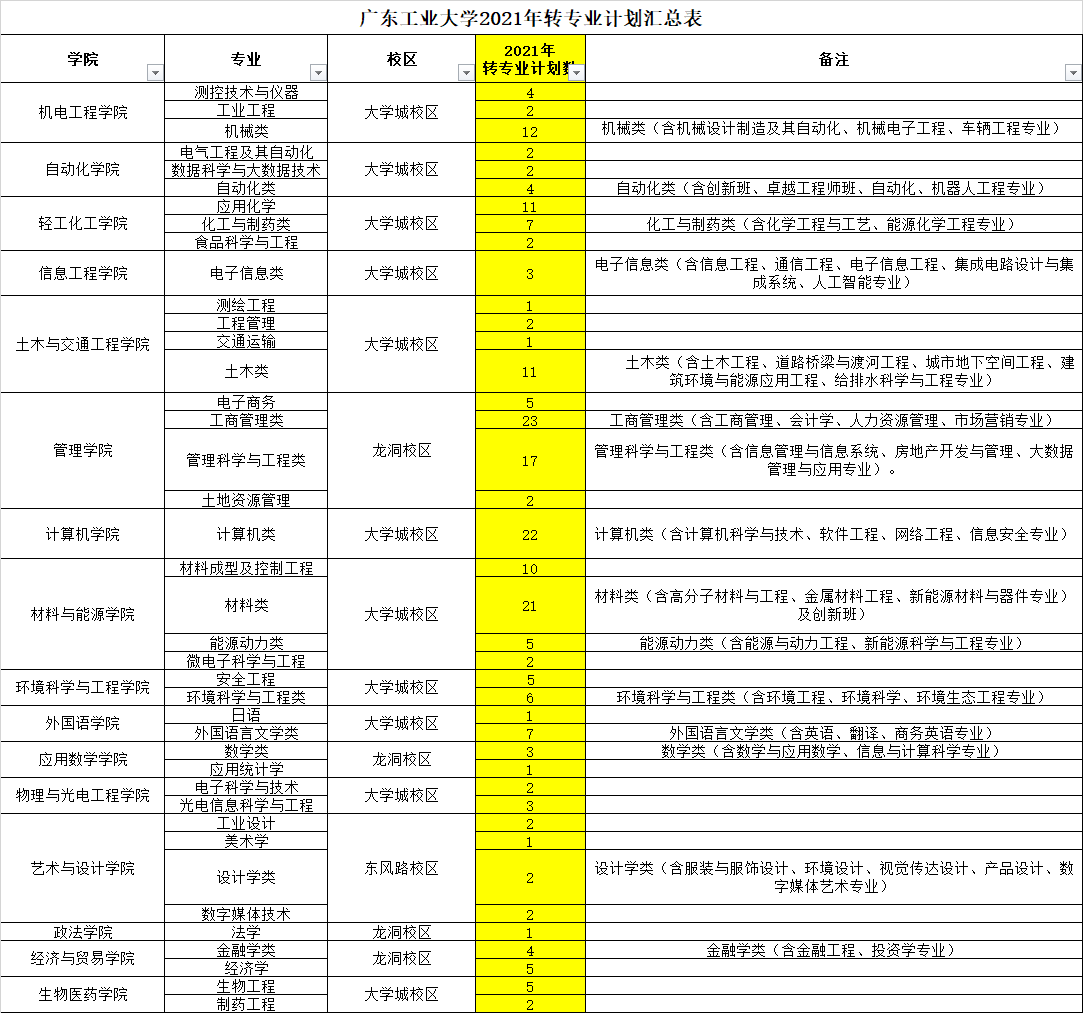 广东工业大学2021年转专业计划汇总表
学院 专业 校区 2021年 转专业计划数 备注
机电工程学院 测控技术与仪器 大学城校区 4
工业工程 2
机械类 12 机械类（含机械设计制造及其自动化、机械电子工程、车辆工程专业）
自动化学院 电气工程及其自动化 大学城校区 2
数据科学与大数据技术 2
自动化类 4 自动化类（含创新班、卓越工程师班、自动化、机器人工程专业）
轻工化工学院 应用化学 大学城校区 11
化工与制药类 7 化工与制药类（含化学工程与工艺、能源化学工程专业）
食品科学与工程 2
信息工程学院 电子信息类 大学城校区 3 电子信息类（含信息工程、通信工程、电子信息工程、集成电路设计与集
成系统、人工智能专业）
土木与交通工程学院 测绘工程 大学城校区 1
工程管理 2
交通运输 1
土木类 11 土木类（含土木工程、道路桥梁与渡河工程、城市地下空间工程、建
筑环境与能源应用工程、给排水科学与工程专业）
管理学院 电子商务 龙洞校区 5
工商管理类 23 工商管理类（含工商管理、会计学、人力资源管理、市场营销专业）
管理科学与工程类 17 管理科学与工程类（含信息管理与信息系统、房地产开发与管理、大数据
管理与应用专业）。
土地资源管理 2
计算机学院 计算机类 大学城校区 22 计算机类（含计算机科学与技术、软件工程、网络工程、信息安全专业）
材料与能源学院 材料成型及控制工程 大学城校区 10
材料类 21 材料类（含高分子材料与工程、金属材料工程、新能源材料与器件专业）
及创新班）
能源动力类 5 能源动力类（含能源与动力工程、新能源科学与工程专业）
微电子科学与工程 2
环境科学与工程学院 安全工程 大学城校区 5
环境科学与工程类 6 环境科学与工程类（含环境工程、环境科学、环境生态工程专业）
外国语学院 日语 大学城校区 1
外国语言文学类 7 外国语言文学类（含英语、翻译、商务英语专业）
应用数学学院 数学类 龙洞校区 3 数学类（含数学与应用数学、信息与计算科学专业）
应用统计学 1
物理与光电工程学院 电子科学与技术 大学城校区 2
光电信息科学与工程 3
艺术与设计学院 工业设计 东风路校区 2
美术学 1
设计学类 2 设计学类（含服装与服饰设计、环境设计、视觉传达设计、产品设计、数
字媒体艺术专业）
数字媒体技术 2
政法学院 法学 龙洞校区 1
经济与贸易学院 金融学类 龙洞校区 4 金融学类（含金融工程、投资学专业）
经济学 5
生物医药学院 生物工程 大学城校区 5
制药工程 2